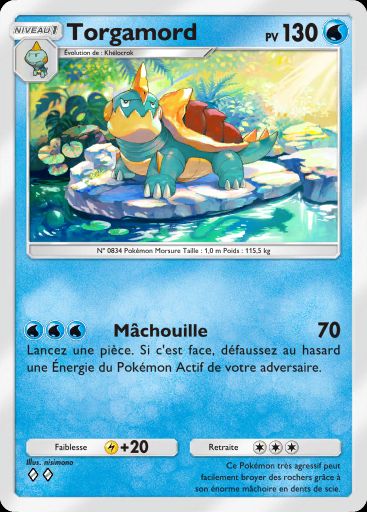 NIVEAU 1
Torgamord
PV 130
Évolution de : Khélocrok
N° 0834 Pokémon Morsure Taille : 1,0 m Poids : 115,5 kg
Mâchouille 70
Lancez une pièce. Si c'est face, défaussez au hasard
une Énergie du Pokémon Actif de votre adversaire.
Faiblesse +20 Retraite
Illus. nisimono
Ce Pokémon très agressif peut
facilement broyer des rochers grâce à
son énorme mâchoire en dents de scie.